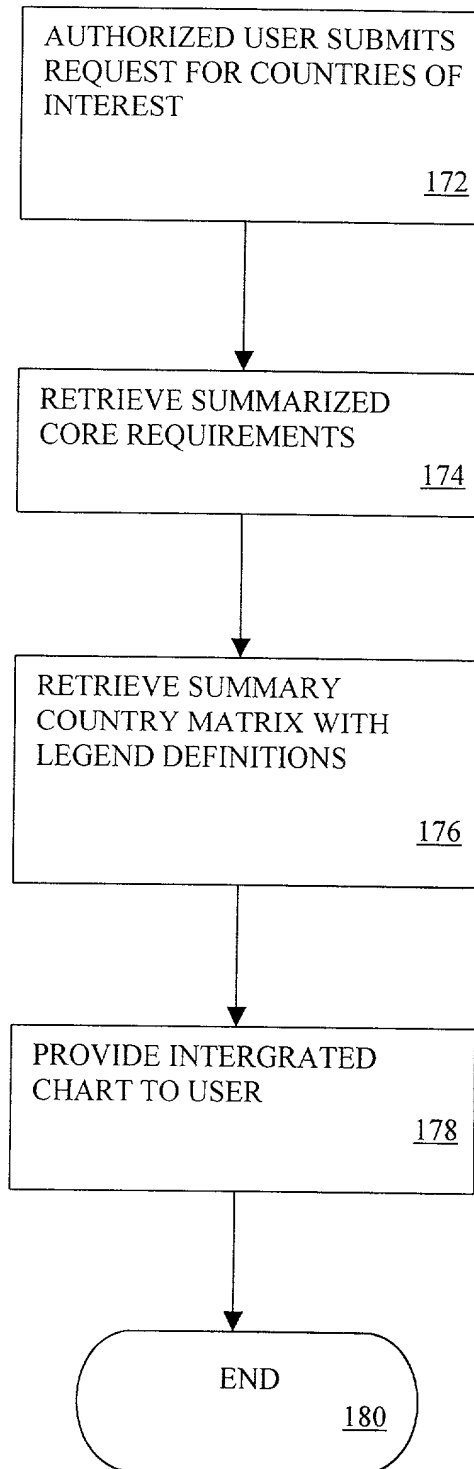 AUTHORIZED USER SUBMITS
REQUEST FOR COUNTRIES OF
INTEREST
172
RETRIEVE SUMMARIZED
CORE REQUIREMENTS
174
RETRIEVE SUMMARY
COUNTRY MATRIX WITH
LEGEND DEFINITIONS
176
PROVIDE INTERGRATED
CHART TO USER
178
END
180